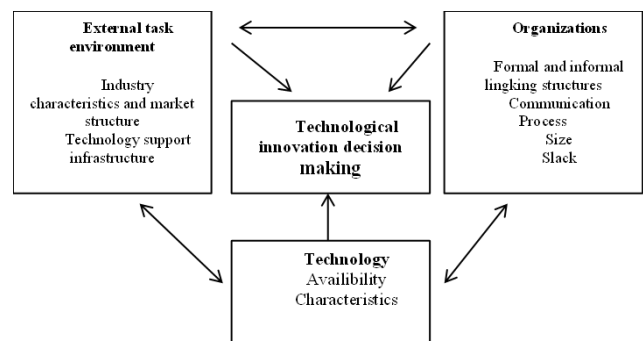 External task
environment
Industry
characteristics and market
structure
Technology support
infrastructure
Technological
innovation decision
making
Organizations
Formal and informal
lingking structures
Communication
Process
Size
Slack
Technology
Availibility
Characteristics